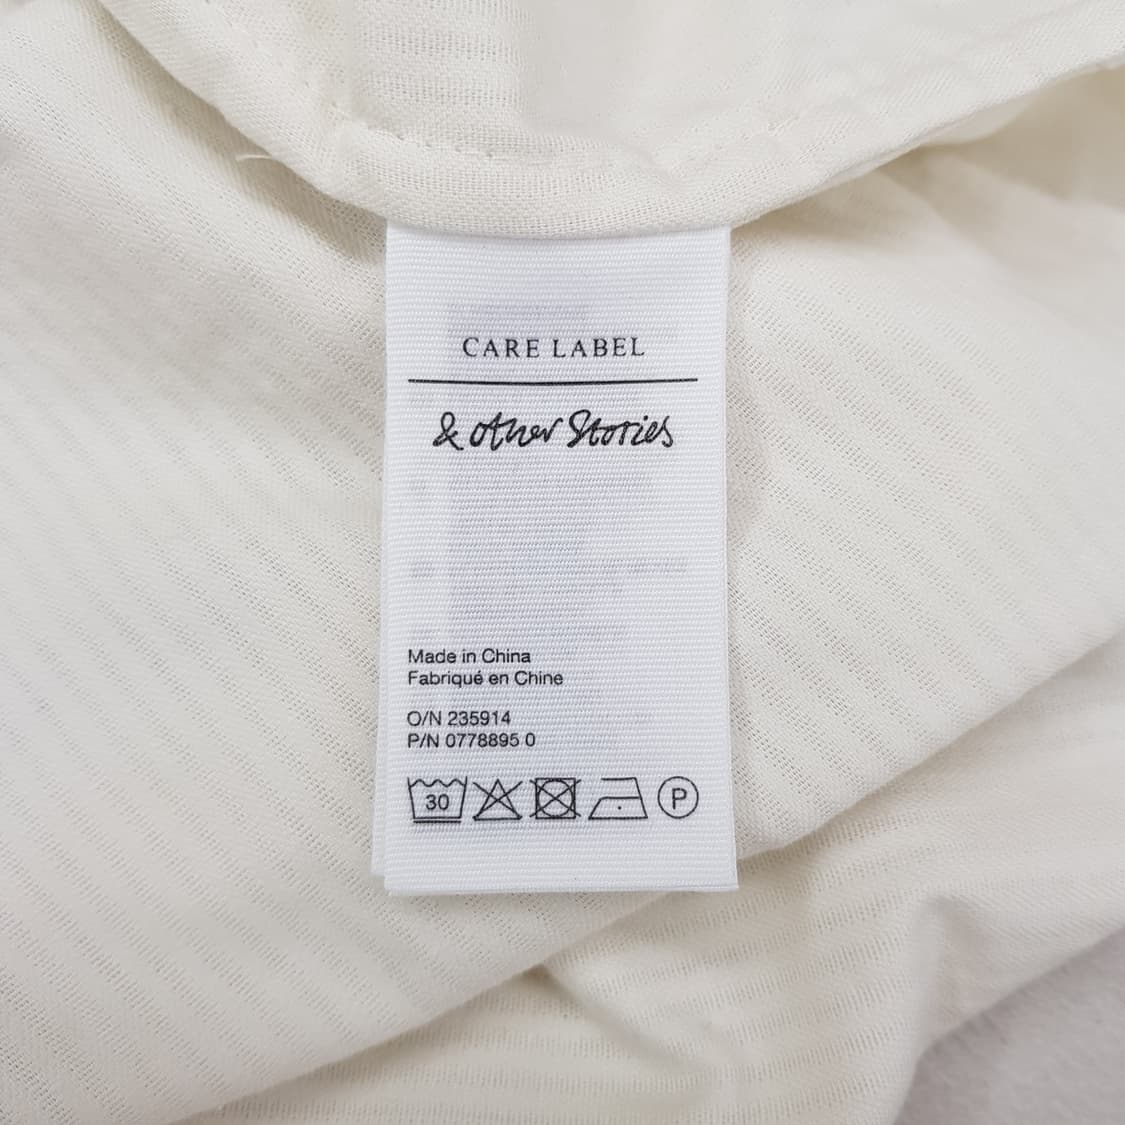 CARE LABEL
& other Stories
Made in China
Fabriqué en Chine
O/N 235914
P/N 0778895 0
30
P